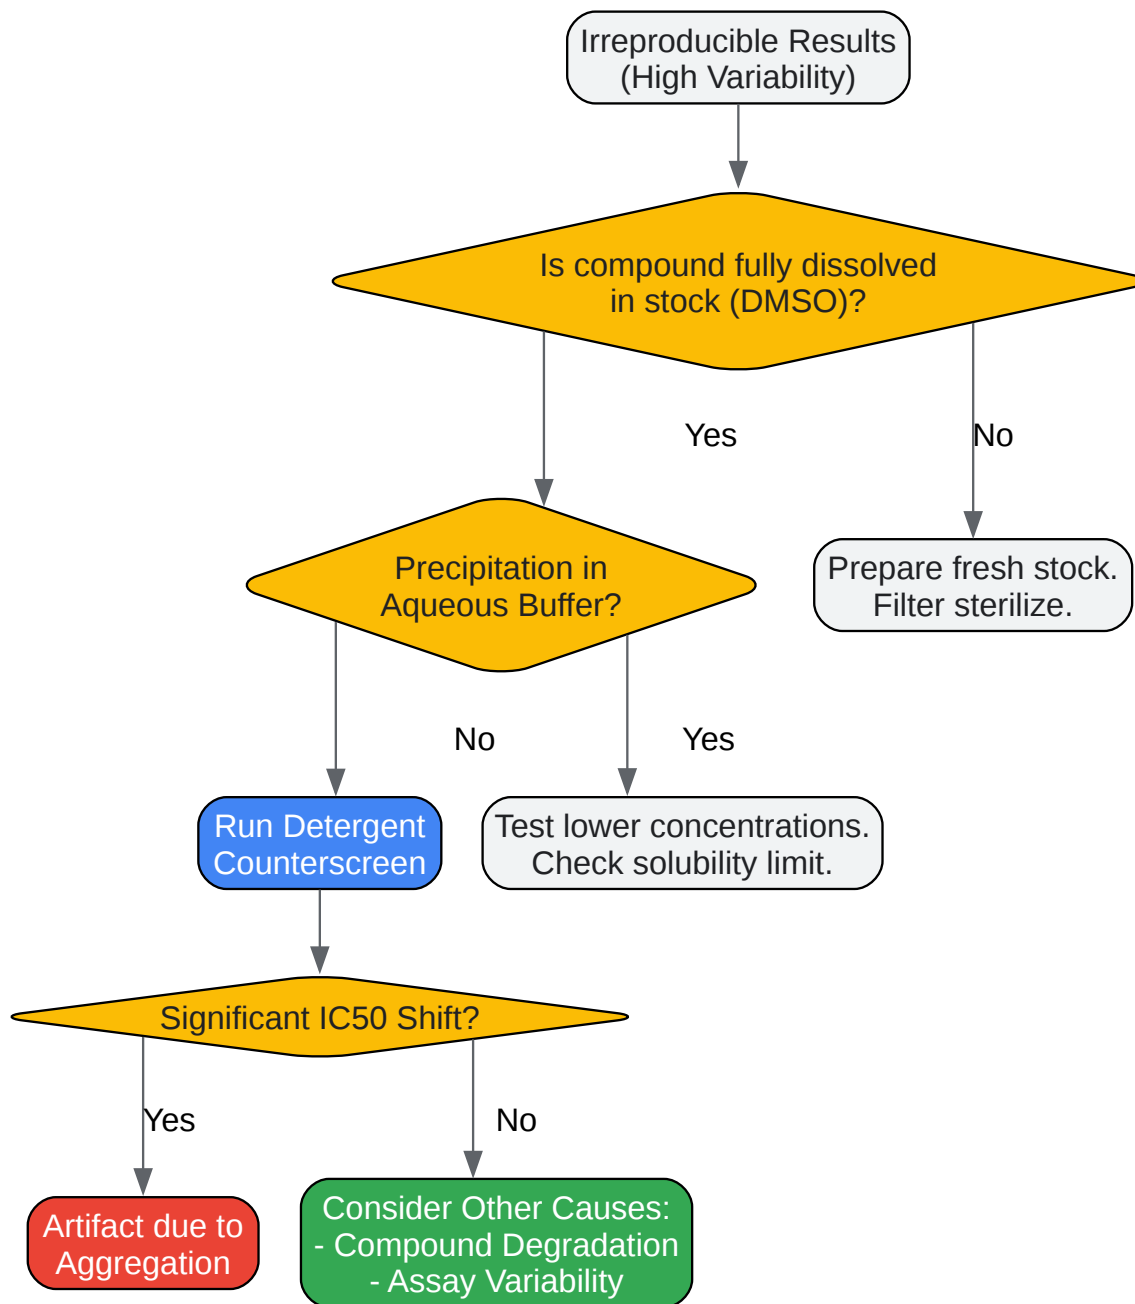 Irreproducible Results
(High Variability)
Is compound fully dissolved
in stock (DMSO)?
Yes
No
Precipitation in
Aqueous Buffer?
Prepare fresh stock.
Filter sterilize.
No
Yes
Run Detergent
Counterscreen
Test lower concentrations.
Check solubility limit.
Significant IC50 Shift?
Yes
No
Artifact due to
Aggregation
Consider Other Causes:
- Compound Degradation
- Assay Variability